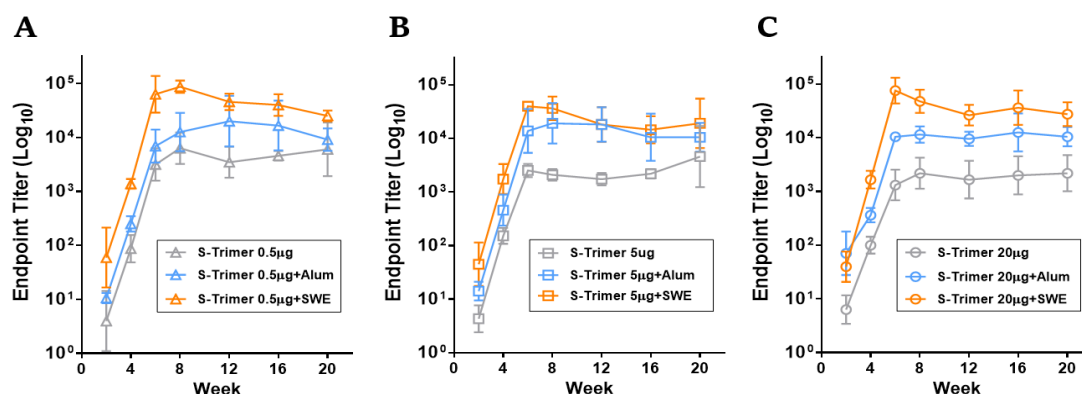 A
Endpoint Titer (Log10)
10^5
10^4
10^3
10^2
10^1
10^0
0 4 8 12 16 20
Week
S-Trimer 0.5µg
S-Trimer 0.5µg+Alum
S-Trimer 0.5µg+SWE
B
Endpoint Titer (Log10)
10^5
10^4
10^3
10^2
10^1
10^0
0 4 8 12 16 20
Week
S-Trimer 5ug
S-Trimer 5µg+Alum
S-Trimer 5µg+SWE
C
Endpoint Titer (Log10)
10^5
10^4
10^3
10^2
10^1
10^0
0 4 8 12 16 20
Week
S-Trimer 20µg
S-Trimer 20µg+Alum
S-Trimer 20µg+SWE